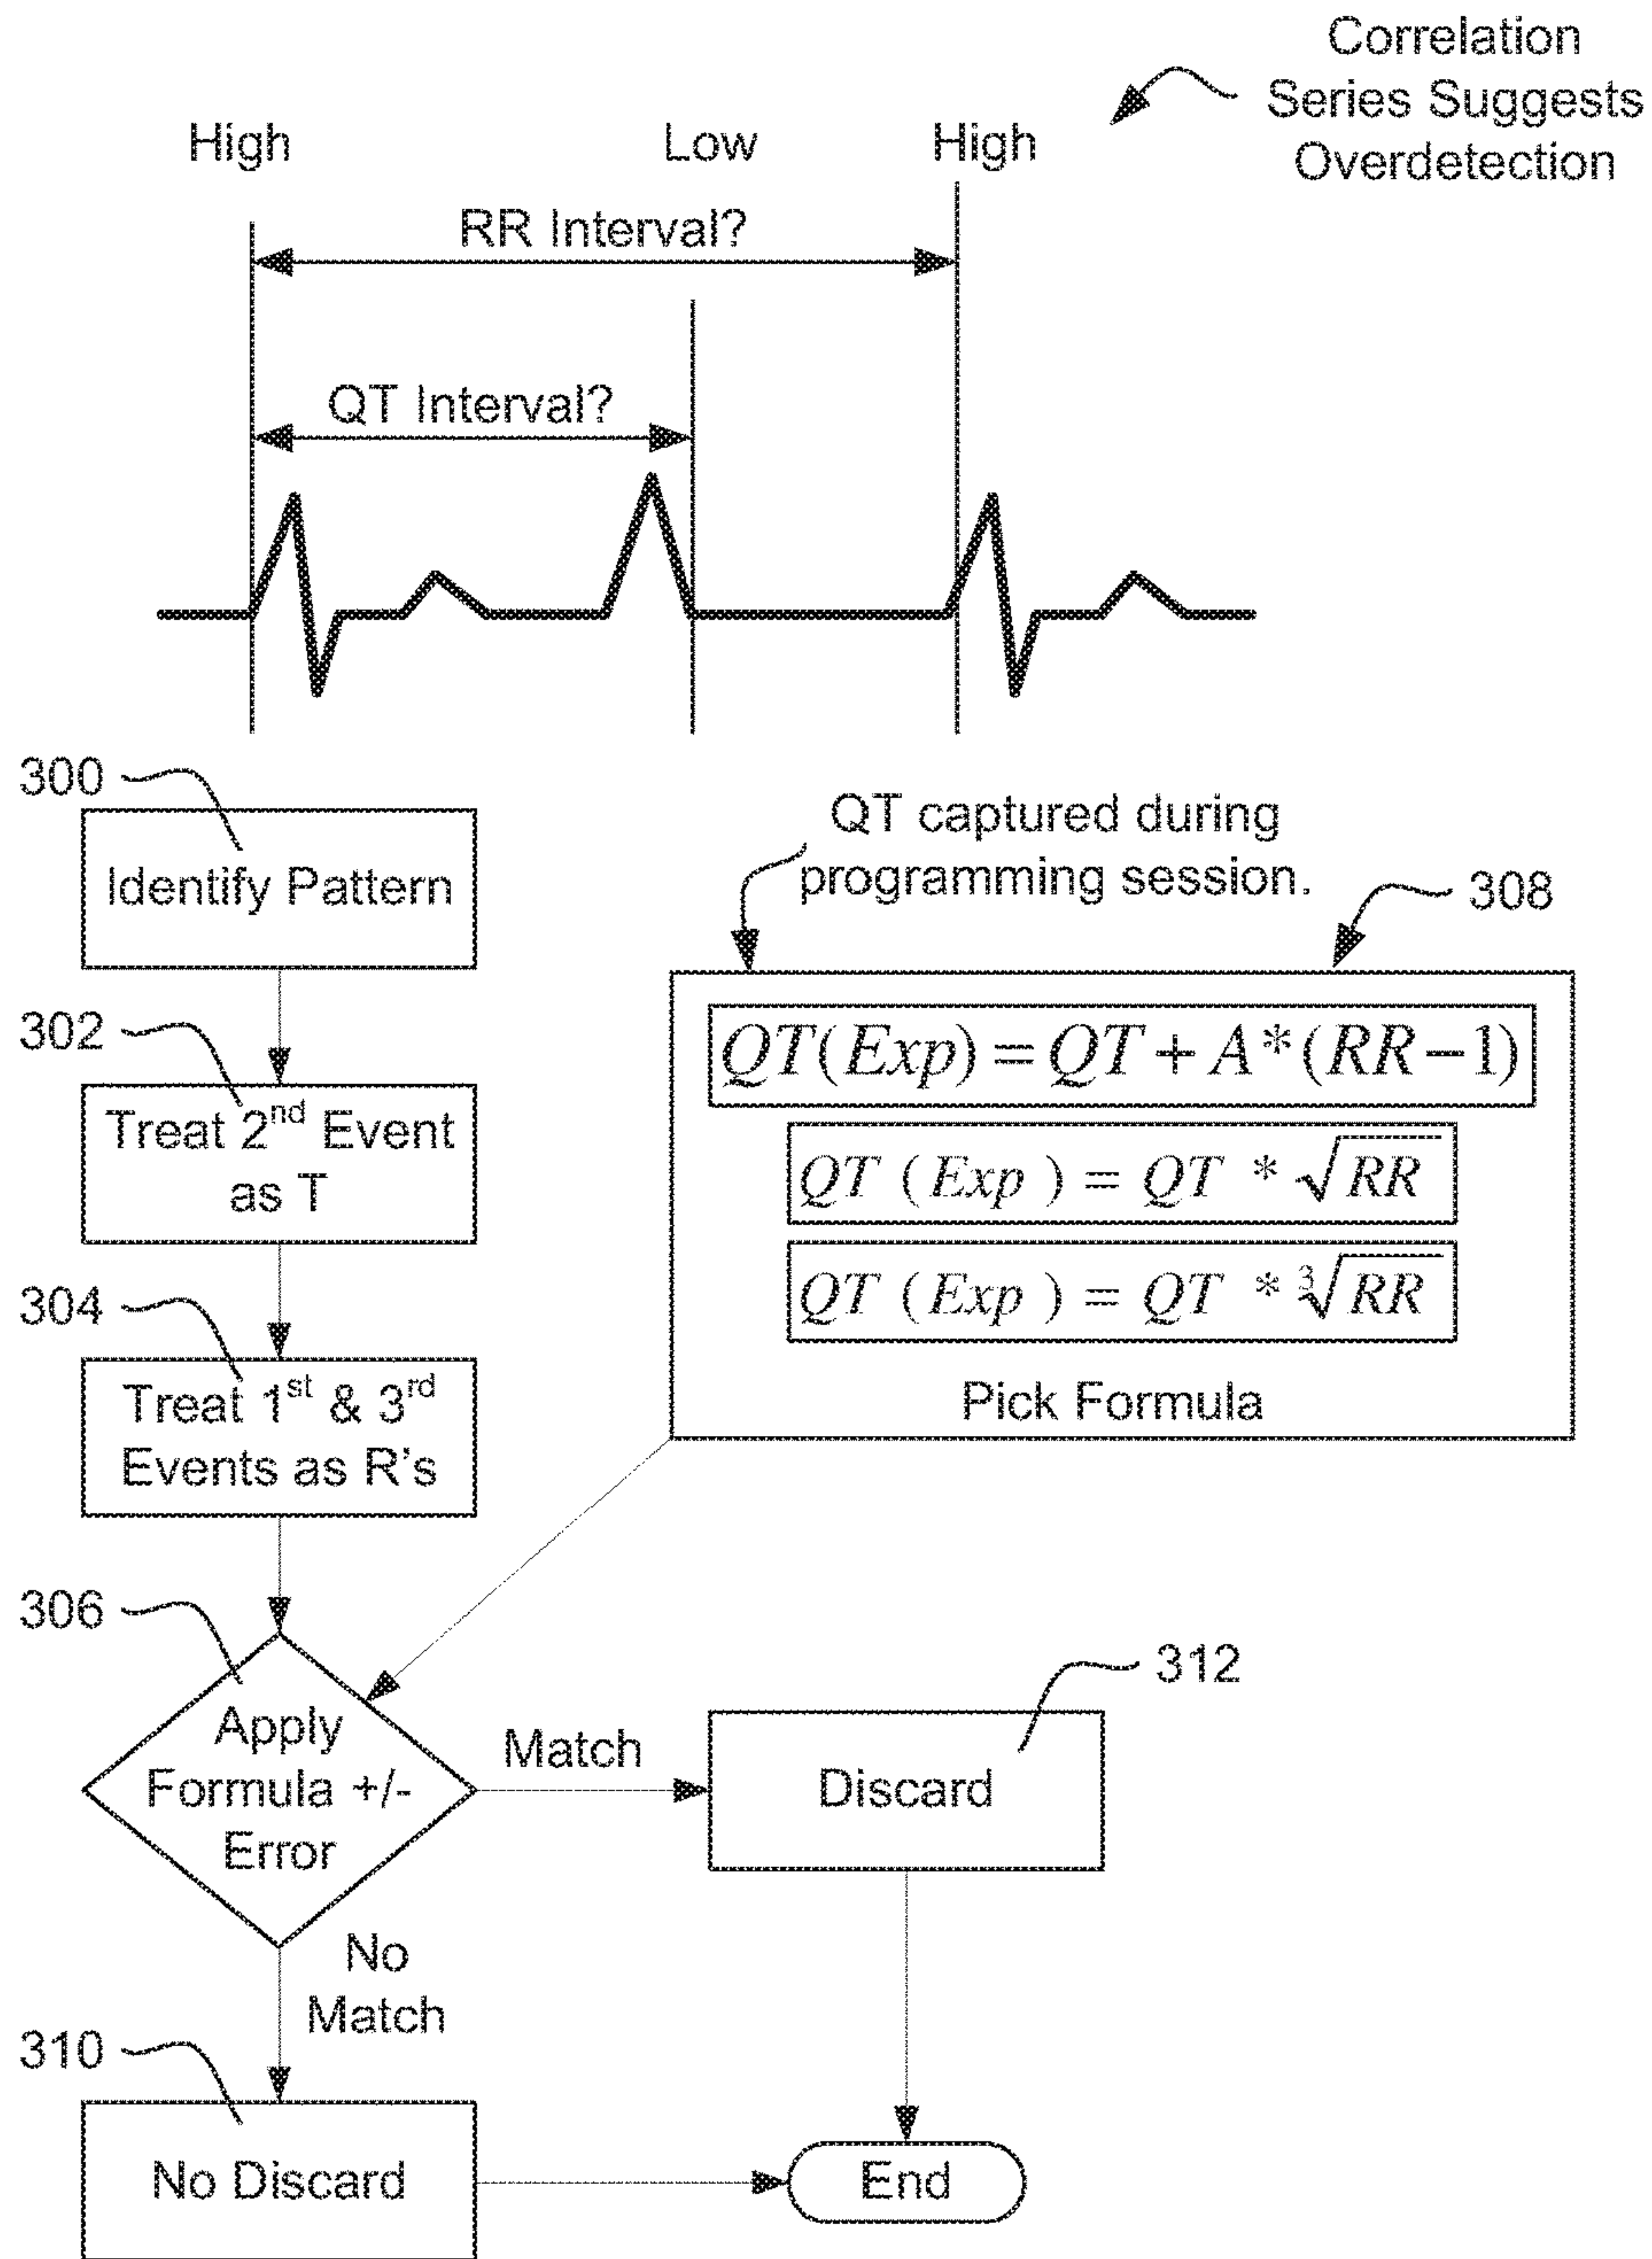 Correlation
Series Suggests
Overdetection
High
Low
High
RR Interval?
QT Interval?
300
Identify Pattern
302
Treat 2nd Event
as T
304
Treat 1st & 3rd
Events as R's
QT captured during
programming session.
308
QT(Exp) = QT + A*(RR−1)
QT (Exp ) = QT * √RR
QT (Exp ) = QT * ∛RR
Pick Formula
306
Apply
Formula +/-
Error
Match
312
Discard
No
Match
310
No Discard
End